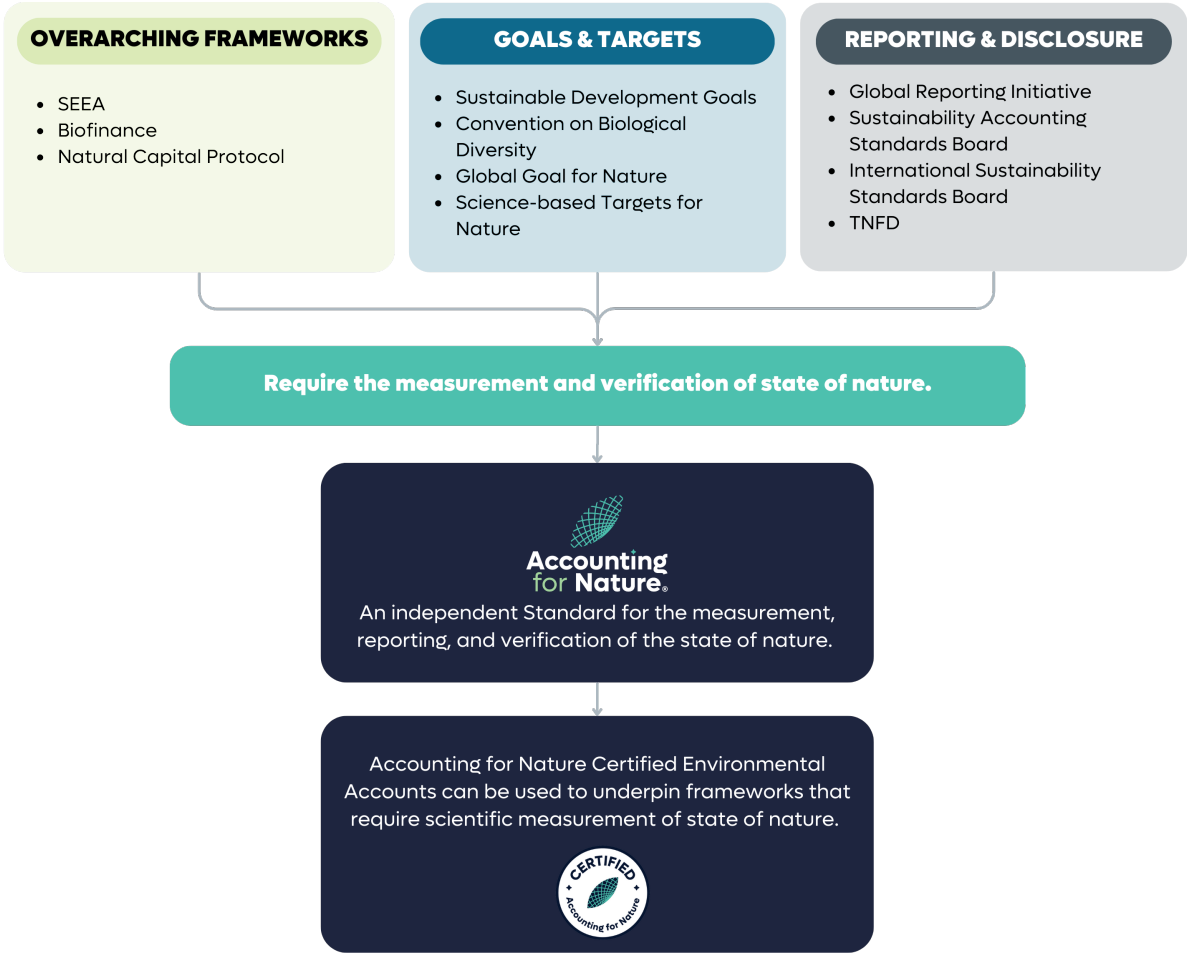 OVERARCHING FRAMEWORKS
• SEEA
• Biofinance
• Natural Capital Protocol
GOALS & TARGETS
• Sustainable Development Goals
• Convention on Biological
Diversity
• Global Goal for Nature
• Science-based Targets for
Nature
REPORTING & DISCLOSURE
• Global Reporting Initiative
• Sustainability Accounting
Standards Board
• International Sustainability
Standards Board
• TNFD
Require the measurement and verification of state of nature.
Accounting
for Nature®
An independent Standard for the measurement,
reporting, and verification of the state of nature.
Accounting for Nature Certified Environmental
Accounts can be used to underpin frameworks that
require scientific measurement of state of nature.
CERTIFIED
Accounting for Nature